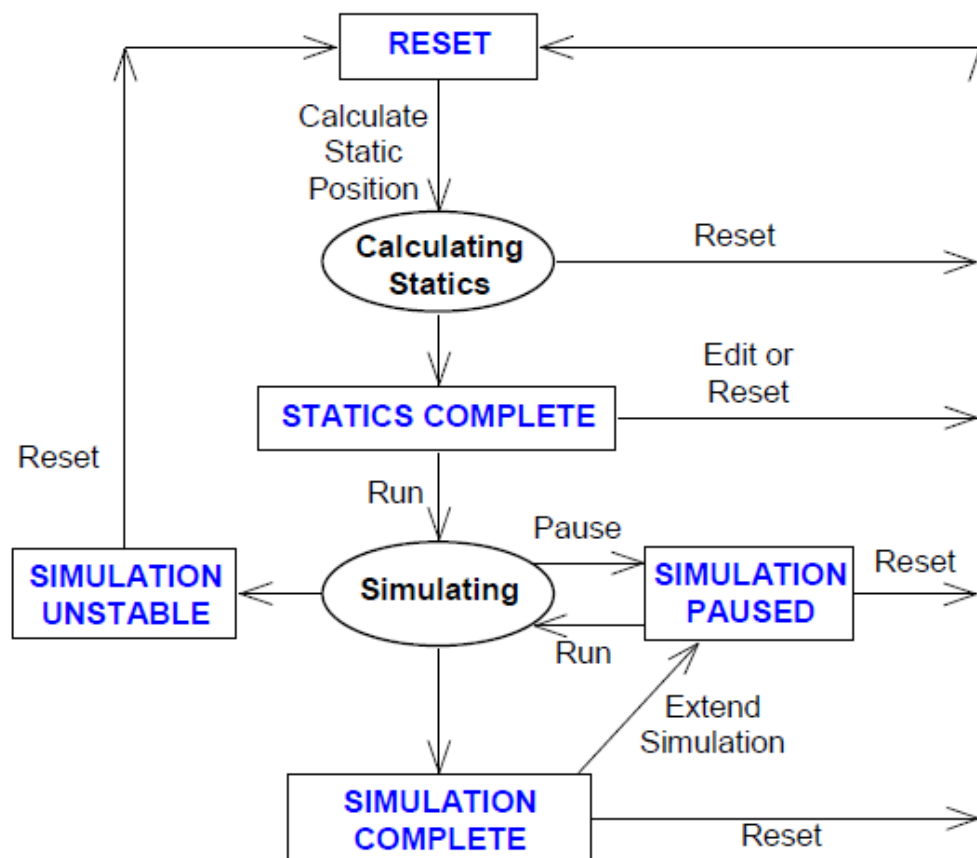 RESET
Calculate
Static
Position
Calculating
Statics
Reset
STATICS COMPLETE
Edit or
Reset
Reset
Run
Pause
SIMULATION
UNSTABLE
Simulating
SIMULATION
PAUSED
Reset
Run
Extend
Simulation
SIMULATION
COMPLETE
Reset